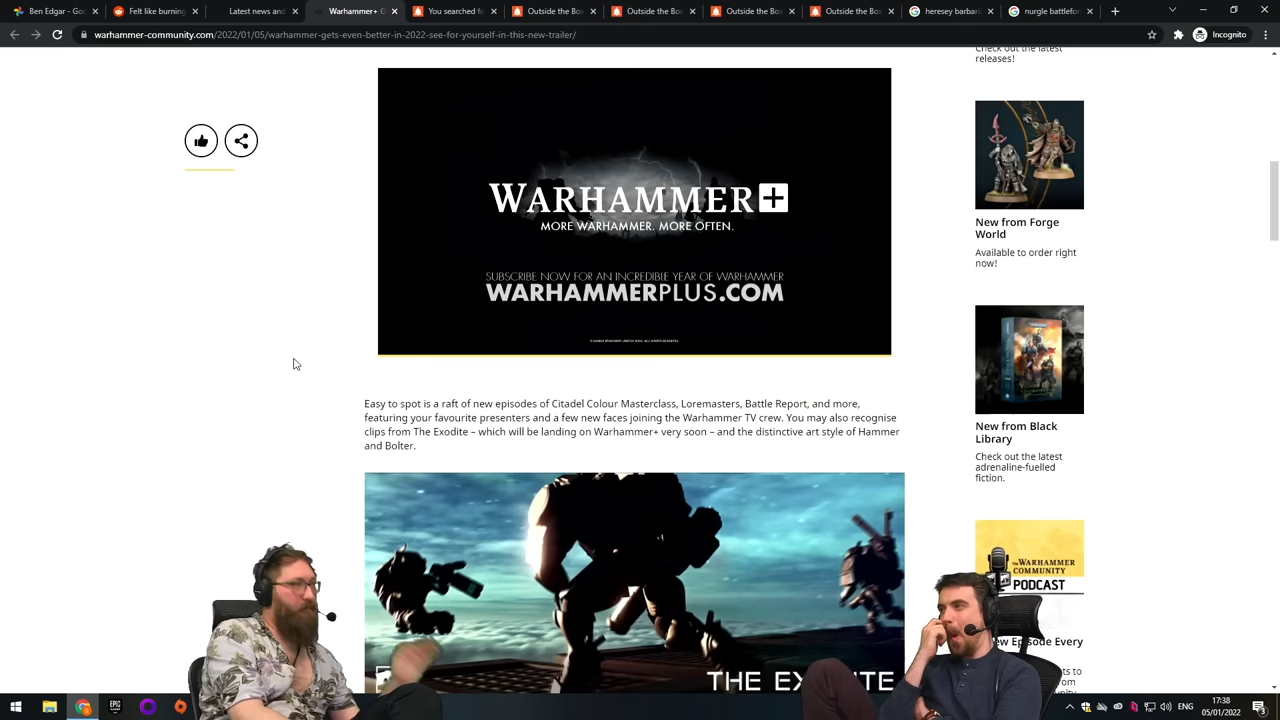 Ben Edgar - Go
Felt like burning
Latest news and
Warhammer gets
You searched fo
Outside the Bo
Outside the Bo
Outside the Bo
Outside the Bo
heresey barbari
nurgle battlefor
warhammer-community.com/2022/01/05/warhammer-gets-even-better-in-2022-see-for-yourself-in-this-new-trailer/
Incognito
Check out the latest
releases!
WARHAMMER+
MORE WARHAMMER. MORE OFTEN.
SUBSCRIBE NOW FOR AN INCREDIBLE YEAR OF WARHAMMER
WARHAMMERPLUS.COM
New from Forge
World
Available to order right
now!
Easy to spot is a raft of new episodes of Citadel Colour Masterclass, Loremasters, Battle Report, and more,
featuring your favourite presenters and a few new faces joining the Warhammer TV crew. You may also recognise
clips from The Exodite – which will be landing on Warhammer+ very soon – and the distinctive art style of Hammer
and Bolter.
New from Black
Library
Check out the latest
adrenaline-fuelled
fiction.
The WARHAMMER
COMMUNITY
PODCAST
Episode Every
THE EX
ENG
17:38
05/01/2022
EPIC